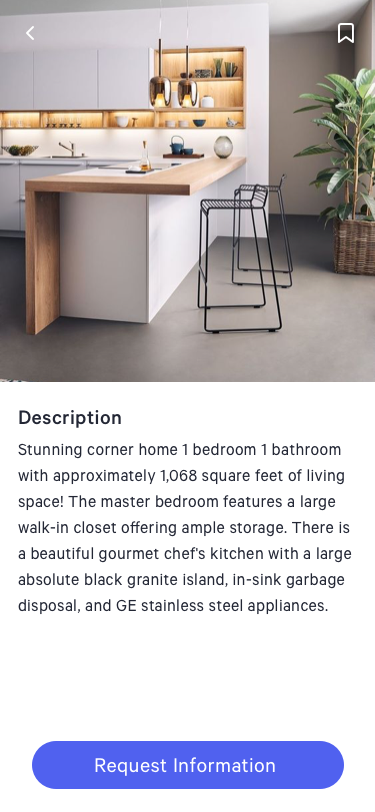 Description
Stunning corner home 1 bedroom 1 bathroom
with approximately 1,068 square feet of living
space! The master bedroom features a large
walk-in closet offering ample storage. There is
a beautiful gourmet chef's kitchen with a large
absolute black granite island, in-sink garbage
disposal, and GE stainless steel appliances.
Request Information